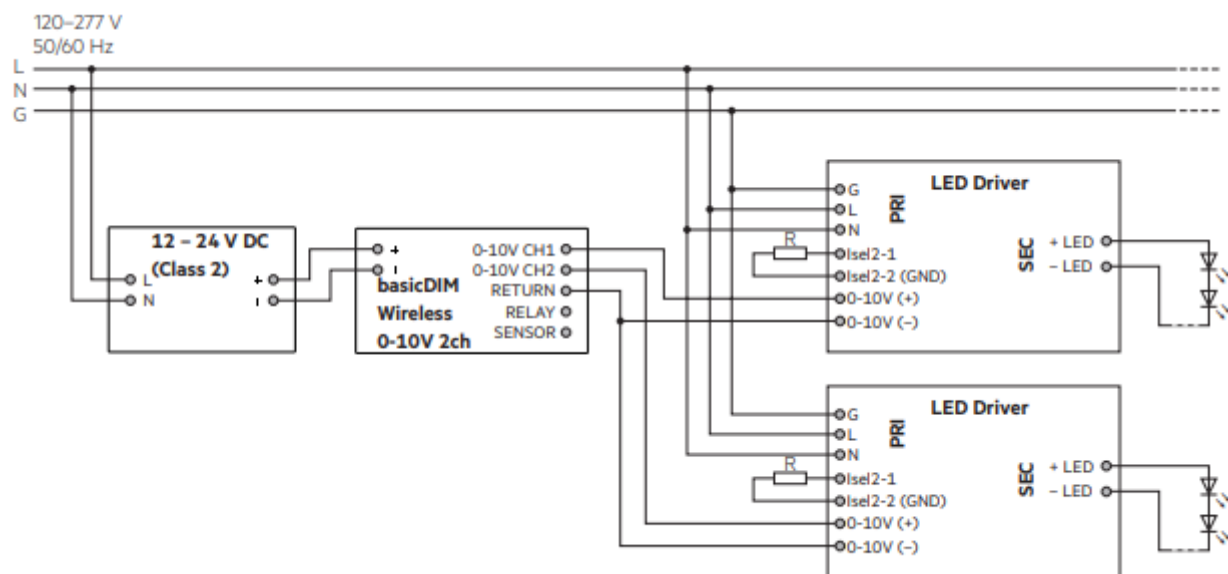 120–277 V
50/60 Hz
L
N
G
12 – 24 V DC
(Class 2)
L
N
+
-
+
-
basicDIM
Wireless
0-10V 2ch
0-10V CH1
0-10V CH2
RETURN
RELAY
SENSOR
LED Driver
PRI
G
L
N
R
Isel2-1
Isel2-2 (GND)
0-10V (+)
0-10V (–)
SEC
+ LED
– LED
LED Driver
PRI
G
L
N
R
Isel2-1
Isel2-2 (GND)
0-10V (+)
0-10V (–)
SEC
+ LED
– LED